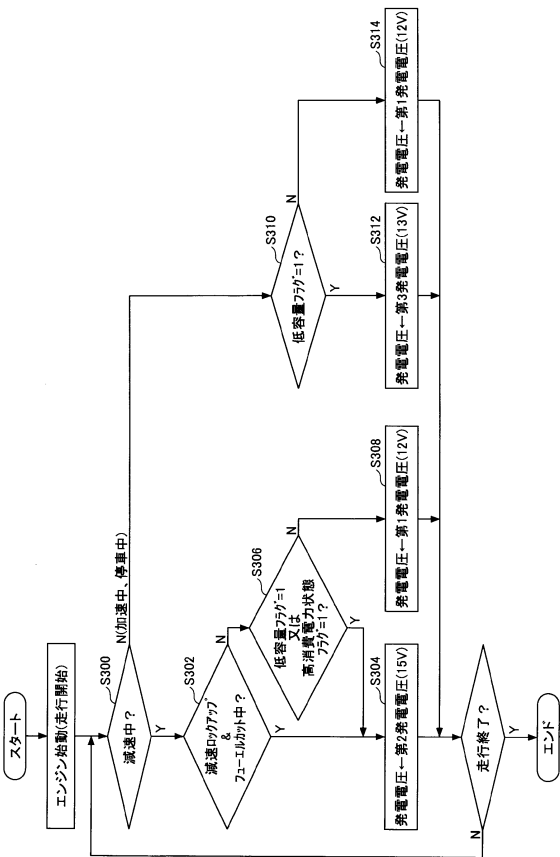 スタート
エンジン始動(走行開始)
S300
減速中？
N(加速中、停車中)
Y
S302
減速ロックアップ
&
フューエルカット中？
N
Y
S306
低容量フラグ=1
又は
高消費電力状態
フラグ=1？
N
Y
S304
発電電圧←第2発電電圧(15V)
S308
発電電圧←第1発電電圧(12V)
S310
低容量フラグ=1？
N
Y
S312
発電電圧←第3発電電圧(13V)
S314
発電電圧←第1発電電圧(12V)
走行終了？
N
Y
エンド